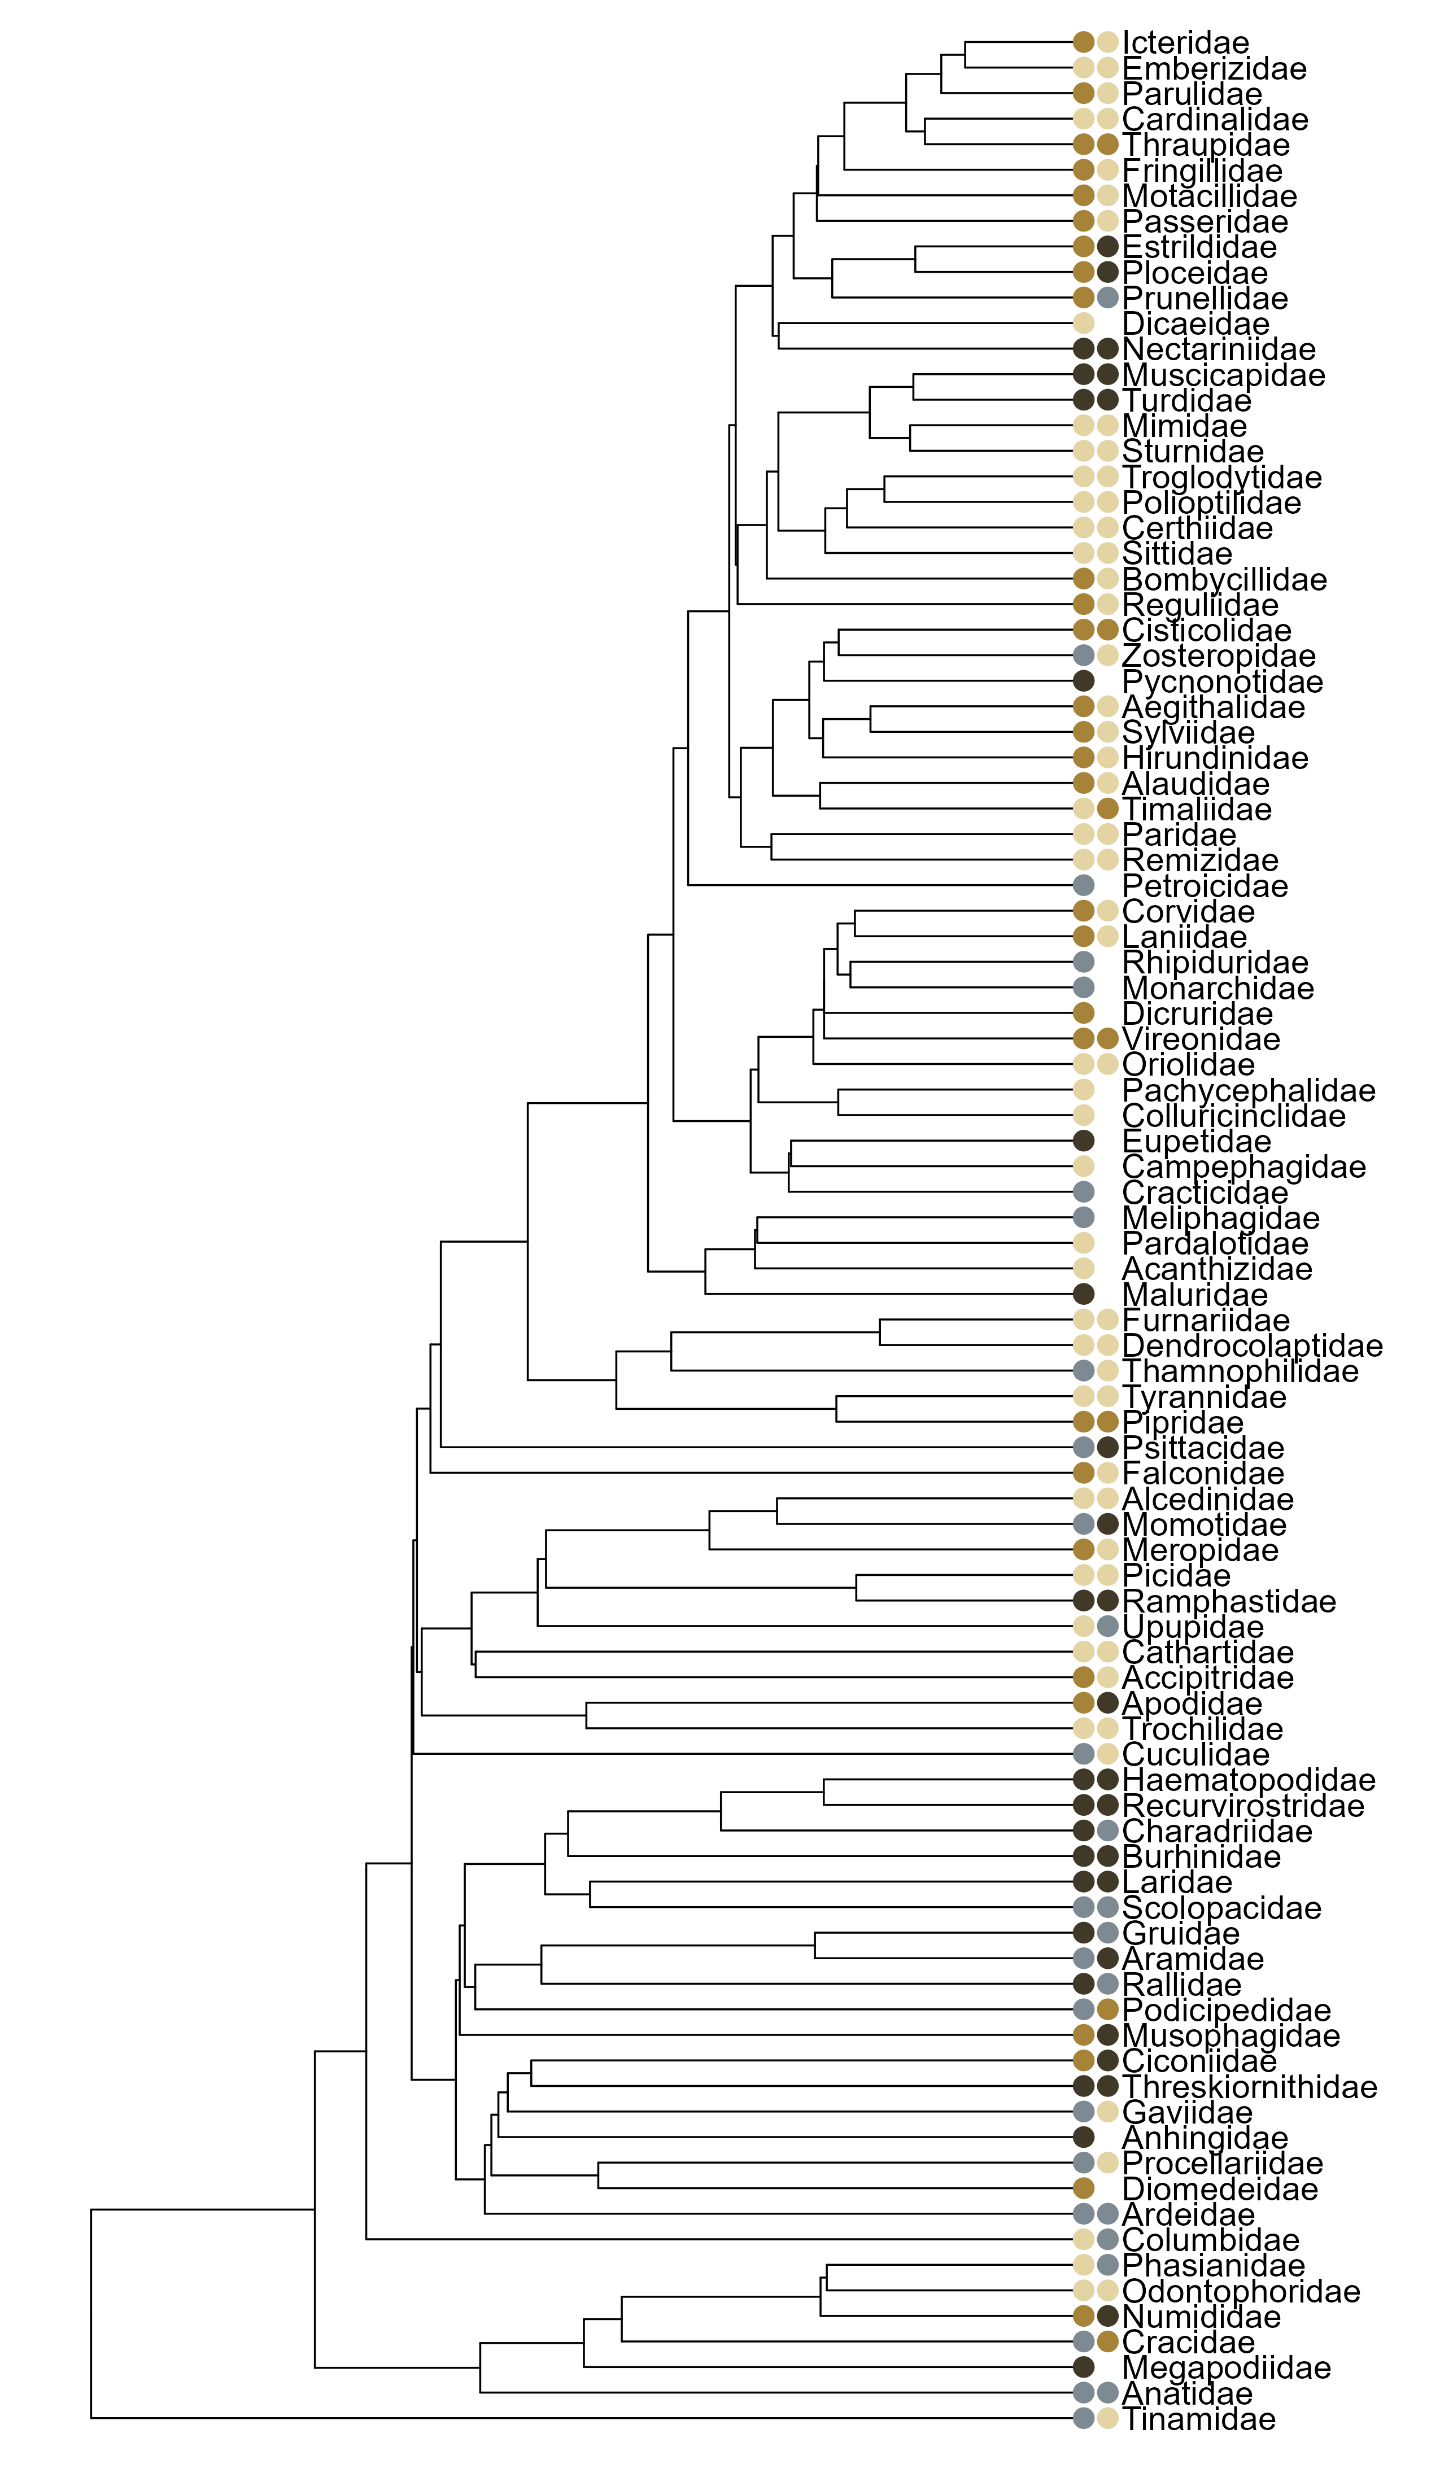 Icteridae
Emberizidae
Parulidae
Cardinalidae
Thraupidae
Fringillidae
Motacillidae
Passeridae
Estrildidae
Ploceidae
Prunellidae
Dicaeidae
Nectariniidae
Muscicapidae
Turdidae
Mimidae
Sturnidae
Troglodytidae
Polioptilidae
Certhiidae
Sittidae
Bombycillidae
Reguliidae
Cisticolidae
Zosteropidae
Pycnonotidae
Aegithalidae
Sylviidae
Hirundinidae
Alaudidae
Timaliidae
Paridae
Remizidae
Petroicidae
Corvidae
Laniidae
Rhipiduridae
Monarchidae
Dicruridae
Vireonidae
Oriolidae
Pachycephalidae
Colluricinclidae
Eupetidae
Campephagidae
Cracticidae
Meliphagidae
Pardalotidae
Acanthizidae
Maluridae
Furnariidae
Dendrocolaptidae
Thamnophilidae
Tyrannidae
Pipridae
Psittacidae
Falconidae
Alcedinidae
Momotidae
Meropidae
Picidae
Ramphastidae
Upupidae
Cathartidae
Accipitridae
Apodidae
Trochilidae
Cuculidae
Haematopodidae
Recurvirostridae
Charadriidae
Burhinidae
Laridae
Scolopacidae
Gruidae
Aramidae
Rallidae
Podicipedidae
Musophagidae
Ciconiidae
Threskiornithidae
Gaviidae
Anhingidae
Procellariidae
Diomedeidae
Ardeidae
Columbidae
Phasianidae
Odontophoridae
Numididae
Cracidae
Megapodiidae
Anatidae
Tinamidae